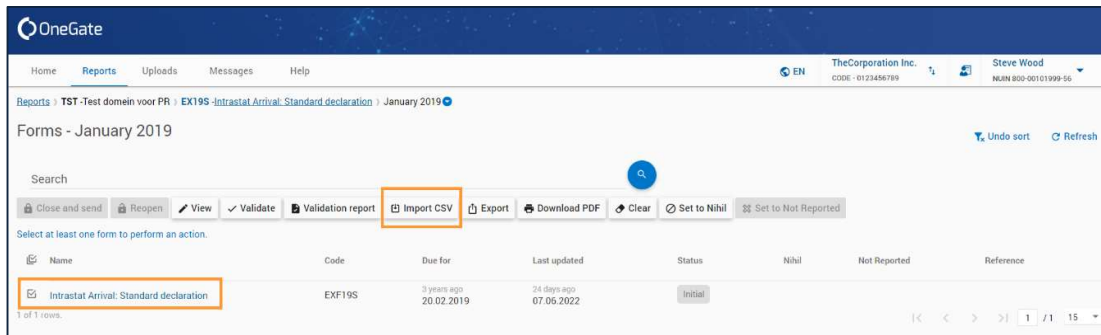 OneGate
Home Reports Uploads Messages Help EN TheCorporation Inc. CODE - 0123456789 Steve Wood NUIN 800-00101999-56
Reports TST -Test domein voor PR EX19S -Intrastat Arrival: Standard declaration January 2019
Forms - January 2019
Undo sort Refresh
Search
Close and send Reopen View Validate Validation report Import CSV Export Download PDF Clear Set to Nihil Set to Not Reported
Select at least one form to perform an action.
Name Code Due for Last updated Status Nihil Not Reported Reference
Intrastat Arrival: Standard declaration EXF19S 3 years ago 20.02.2019 24 days ago 07.06.2022 Initial
1 of 1 rows. 1 / 1 15